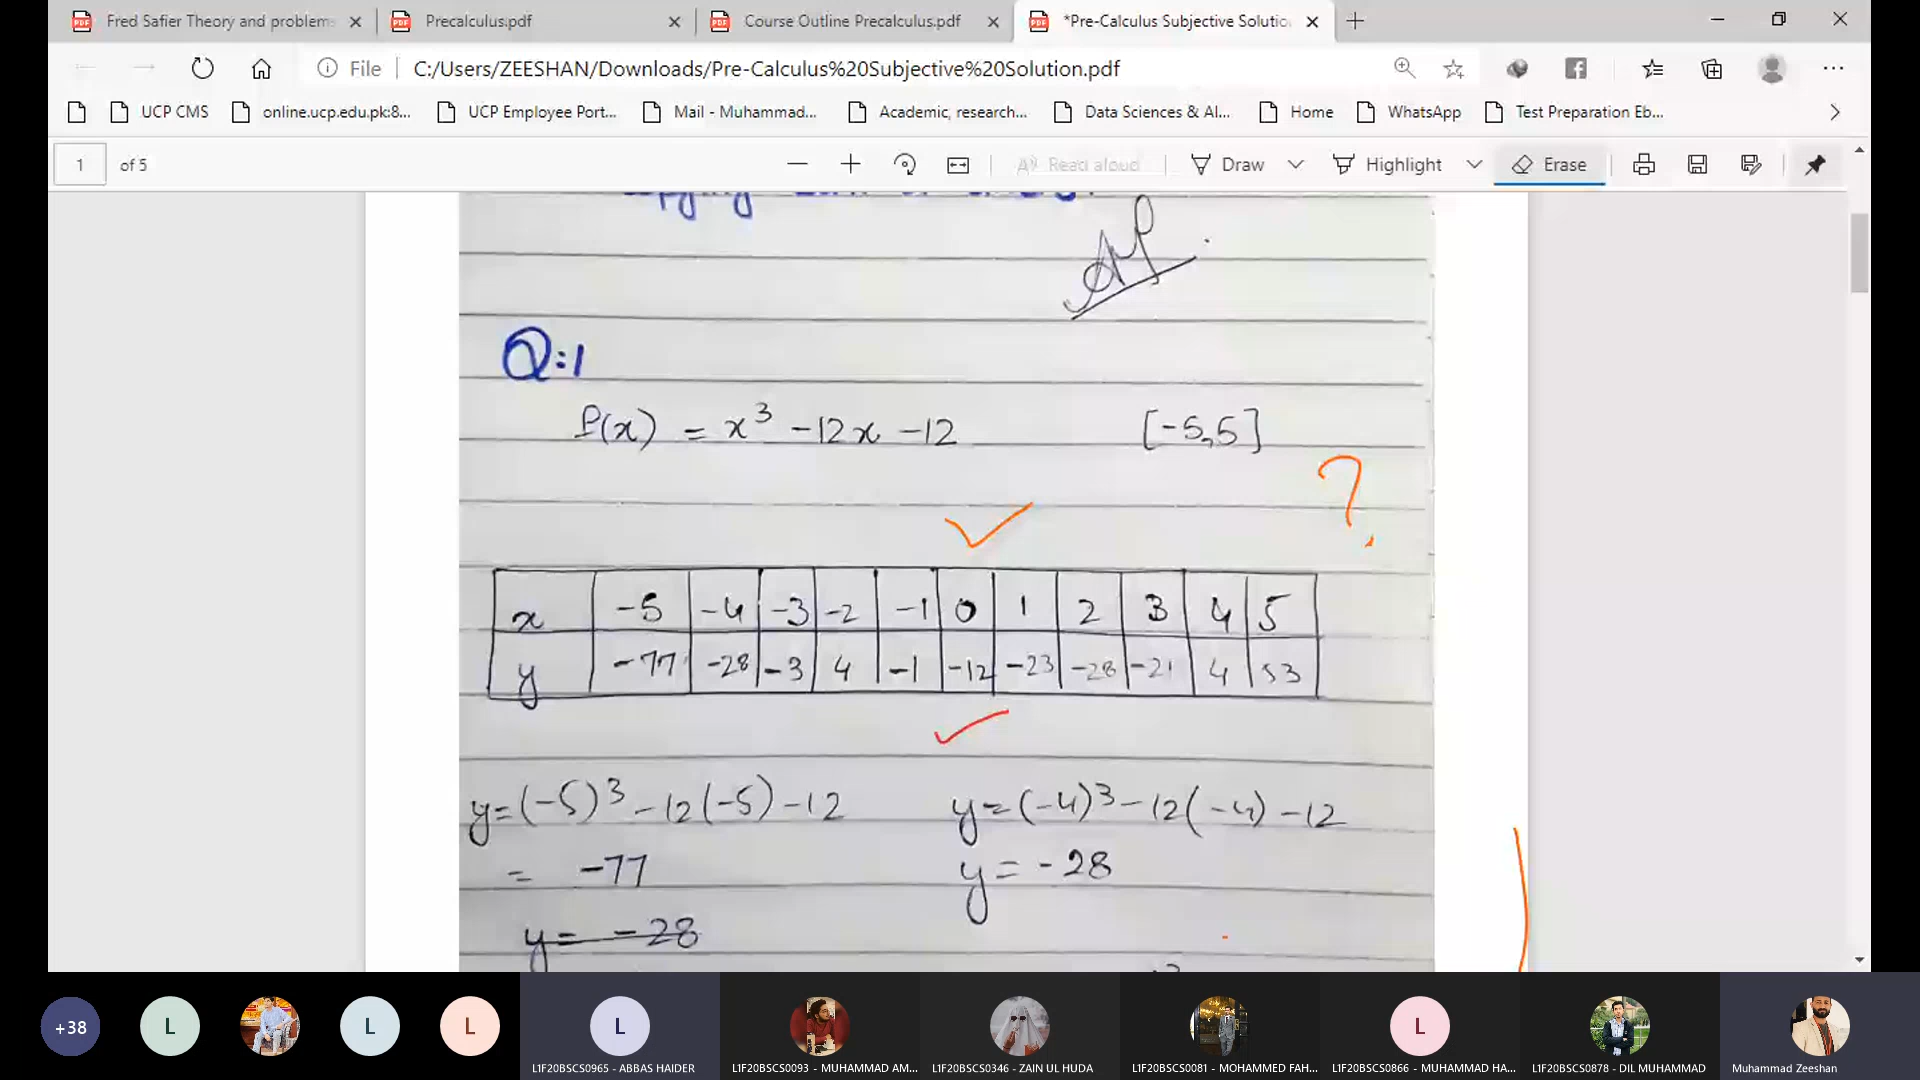 Fred Safier Theory and problems
Precalculus.pdf
Course Outline Precalculus.pdf
*Pre-Calculus Subjective Solutio
File
C:/Users/ZEESHAN/Downloads/Pre-Calculus%20Subjective%20Solution.pdf
UCP CMS
online.ucp.edu.pk:8...
UCP Employee Port...
Mail - Muhammad...
Academic, research...
Data Sciences & Al...
Home
WhatsApp
Test Preparation Eb...
1 of 5
Read aloud
Draw
Highlight
Erase
Q:1
f(x) = x³ -12x -12 [-5,5]
?
x -5 -4 -3 -2 -1 0 1 2 3 4 5
y -77 -28 -3 4 -1 -12 -23 -28 -21 4 53
y=(-5)³ -12(-5) -12 y=(-4)³ -12(-4) -12
= -77 y = -28
y = -28
+38
L
L
L
L
L
L1F20BSCS0965 - ABBAS HAIDER
L1F20BSCS0093 - MUHAMMAD AM...
L1F20BSCS0346 - ZAIN UL HUDA
L1F20BSCS0081 - MOHAMMED FAH...
L1F20BSCS0866 - MUHAMMAD HA...
L1F20BSCS0878 - DIL MUHAMMAD
Muhammad Zeeshan